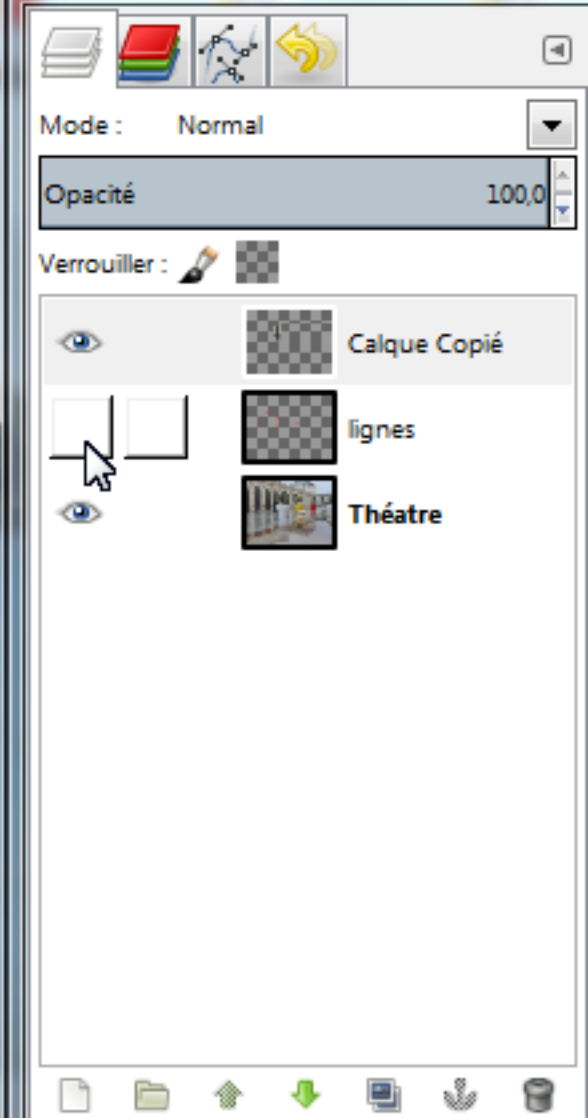 Mode : Normal
Opacité 100,0
Verrouiller :
Calque Copié
lignes
Théatre